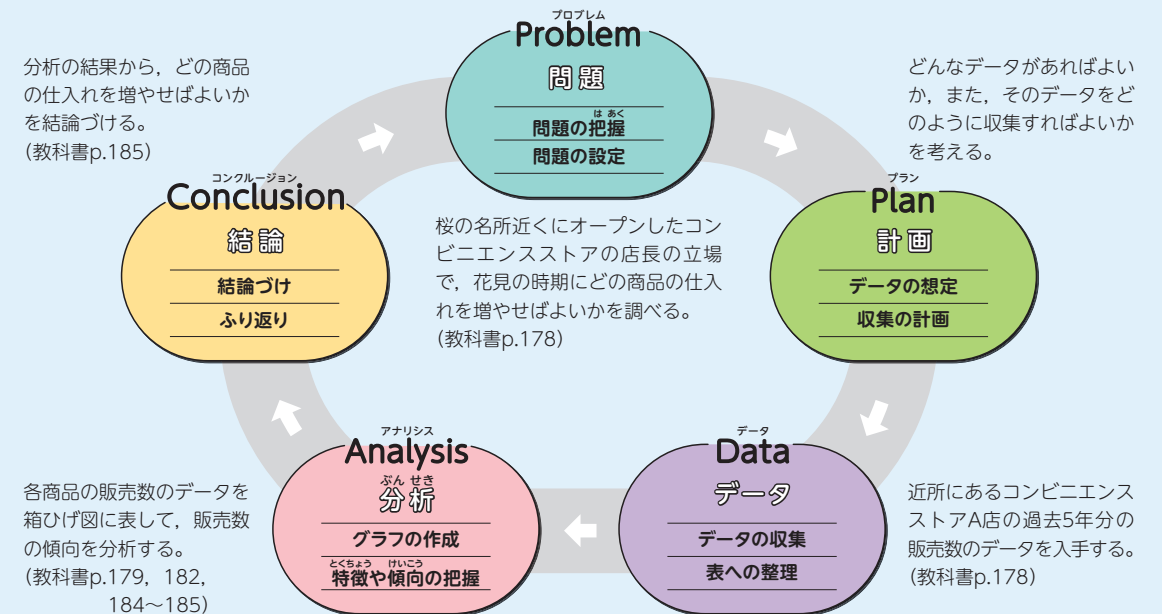 プロブレム
Problem
問題
はあく
問題の把握
問題の設定
桜の名所近くにオープンしたコン
ビニエンスストアの店長の立場
で，花見の時期にどの商品の仕入
れを増やせばよいかを調べる。
(教科書p.178)
どんなデータがあればよい
か，また，そのデータをど
のように収集すればよいか
を考える。
プラン
Plan
計画
データの想定
収集の計画
データ
Data
データ
データの収集
表への整理
近所にあるコンビニエンス
ストアA店の過去5年分の
販売数のデータを入手する。
(教科書p.178)
アナリシス
Analysis
ぶんせき
分析
グラフの作成
とくちょう けいこう
特徴や傾向の把握
各商品の販売数のデータを
箱ひげ図に表して，販売数
の傾向を分析する。
(教科書p.179，182，
184～185)
コンクルージョン
Conclusion
結論
結論づけ
ふり返り
分析の結果から，どの商品
の仕入れを増やせばよいか
を結論づける。
(教科書p.185)